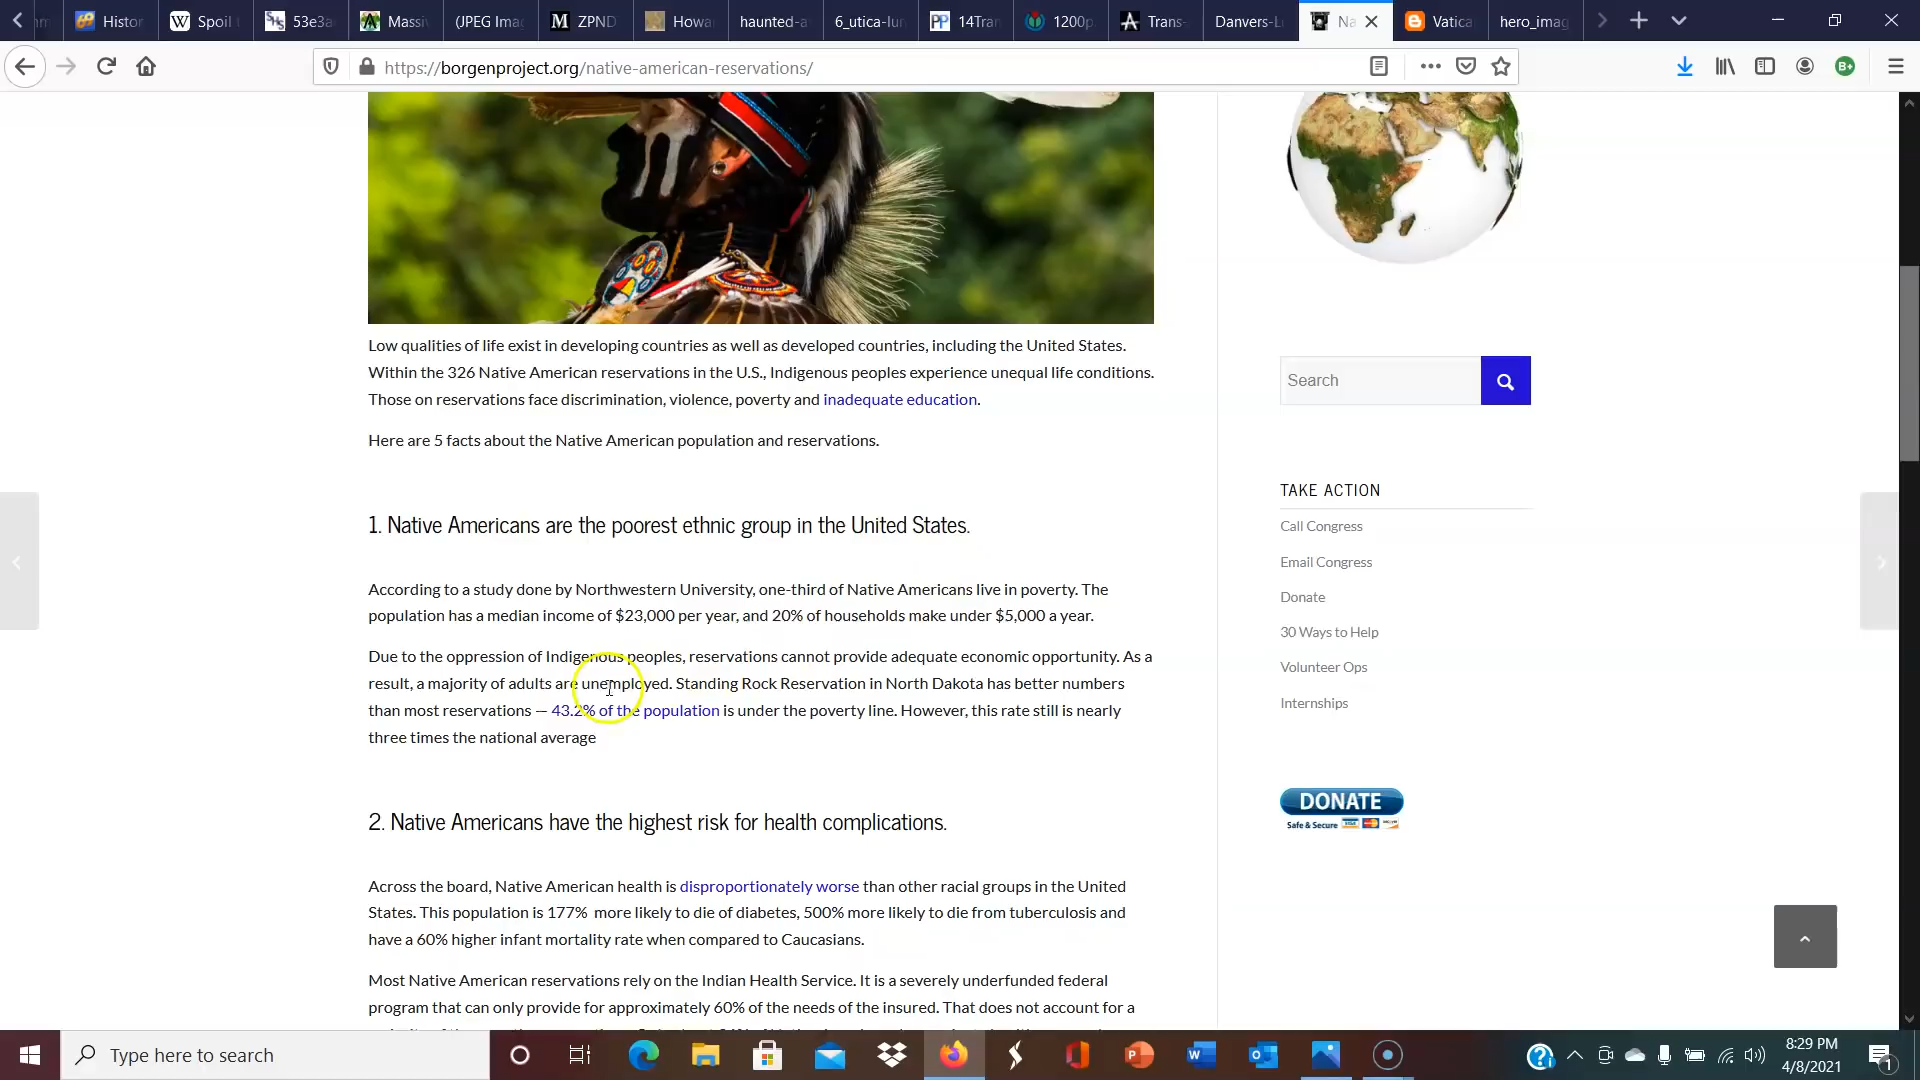 Histor
Spoil
53e3a
Massiv
(JPEG Ima
ZPND
Howa
haunted-a
6_utica-lun
14Tran
1200p
Trans-
Danvers-L
Na
Vatica
hero_imag
https://borgenproject.org/native-american-reservations/
Low qualities of life exist in developing countries as well as developed countries, including the United States.
Within the 326 Native American reservations in the U.S., Indigenous peoples experience unequal life conditions.
Those on reservations face discrimination, violence, poverty and inadequate education.
Here are 5 facts about the Native American population and reservations.
1. Native Americans are the poorest ethnic group in the United States.
According to a study done by Northwestern University, one-third of Native Americans live in poverty. The
population has a median income of $23,000 per year, and 20% of households make under $5,000 a year.
Due to the oppression of Indigenous peoples, reservations cannot provide adequate economic opportunity. As a
result, a majority of adults are unemployed. Standing Rock Reservation in North Dakota has better numbers
than most reservations — 43.2% of the population is under the poverty line. However, this rate still is nearly
three times the national average
2. Native Americans have the highest risk for health complications.
Across the board, Native American health is disproportionately worse than other racial groups in the United
States. This population is 177% more likely to die of diabetes, 500% more likely to die from tuberculosis and
have a 60% higher infant mortality rate when compared to Caucasians.
Most Native American reservations rely on the Indian Health Service. It is a severely underfunded federal
program that can only provide for approximately 60% of the needs of the insured. That does not account for a
Search
TAKE ACTION
Call Congress
Email Congress
Donate
30 Ways to Help
Volunteer Ops
Internships
DONATE
Safe & Secure
Type here to search
8:29 PM
4/8/2021
1